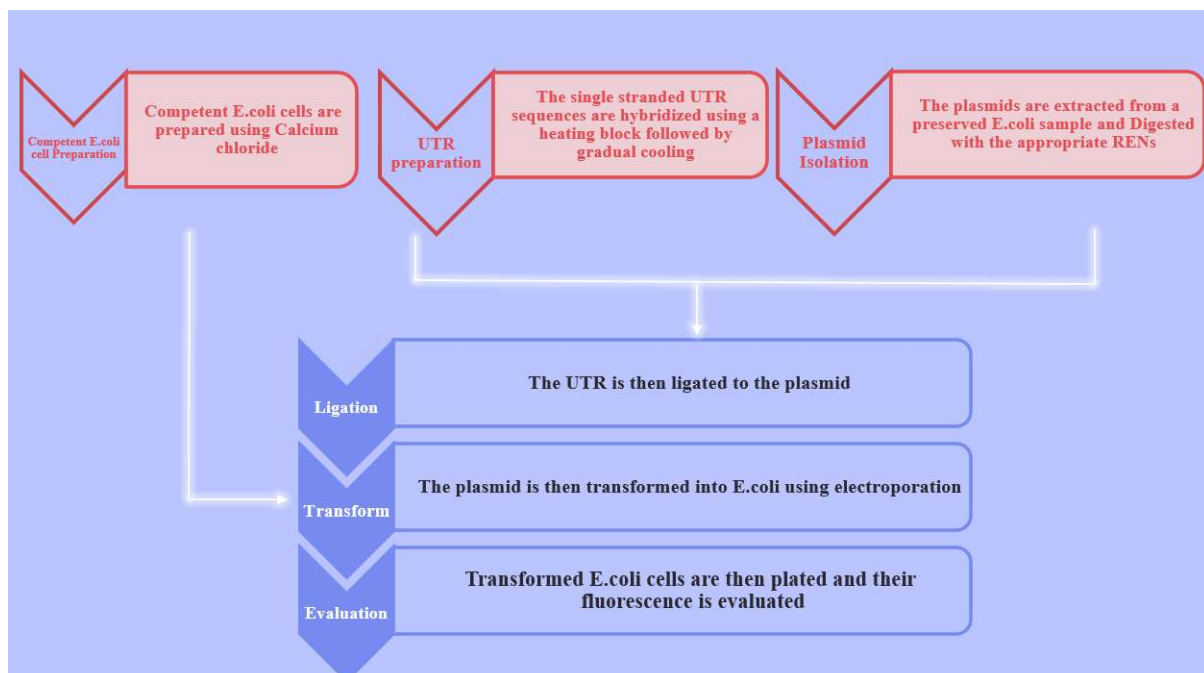 Competent E.coli
cell Preparation
Competent E.coli cells are
prepared using Calcium
chloride
UTR
preparation
The single stranded UTR
sequences are hybridized using a
heating block followed by
gradual cooling
Plasmid
Isolation
The plasmids are extracted from a
preserved E.coli sample and Digested
with the appropriate RENs
Ligation
The UTR is then ligated to the plasmid
Transform
The plasmid is then transformed into E.coli using electroporation
Evaluation
Transformed E.coli cells are then plated and their
fluorescence is evaluated